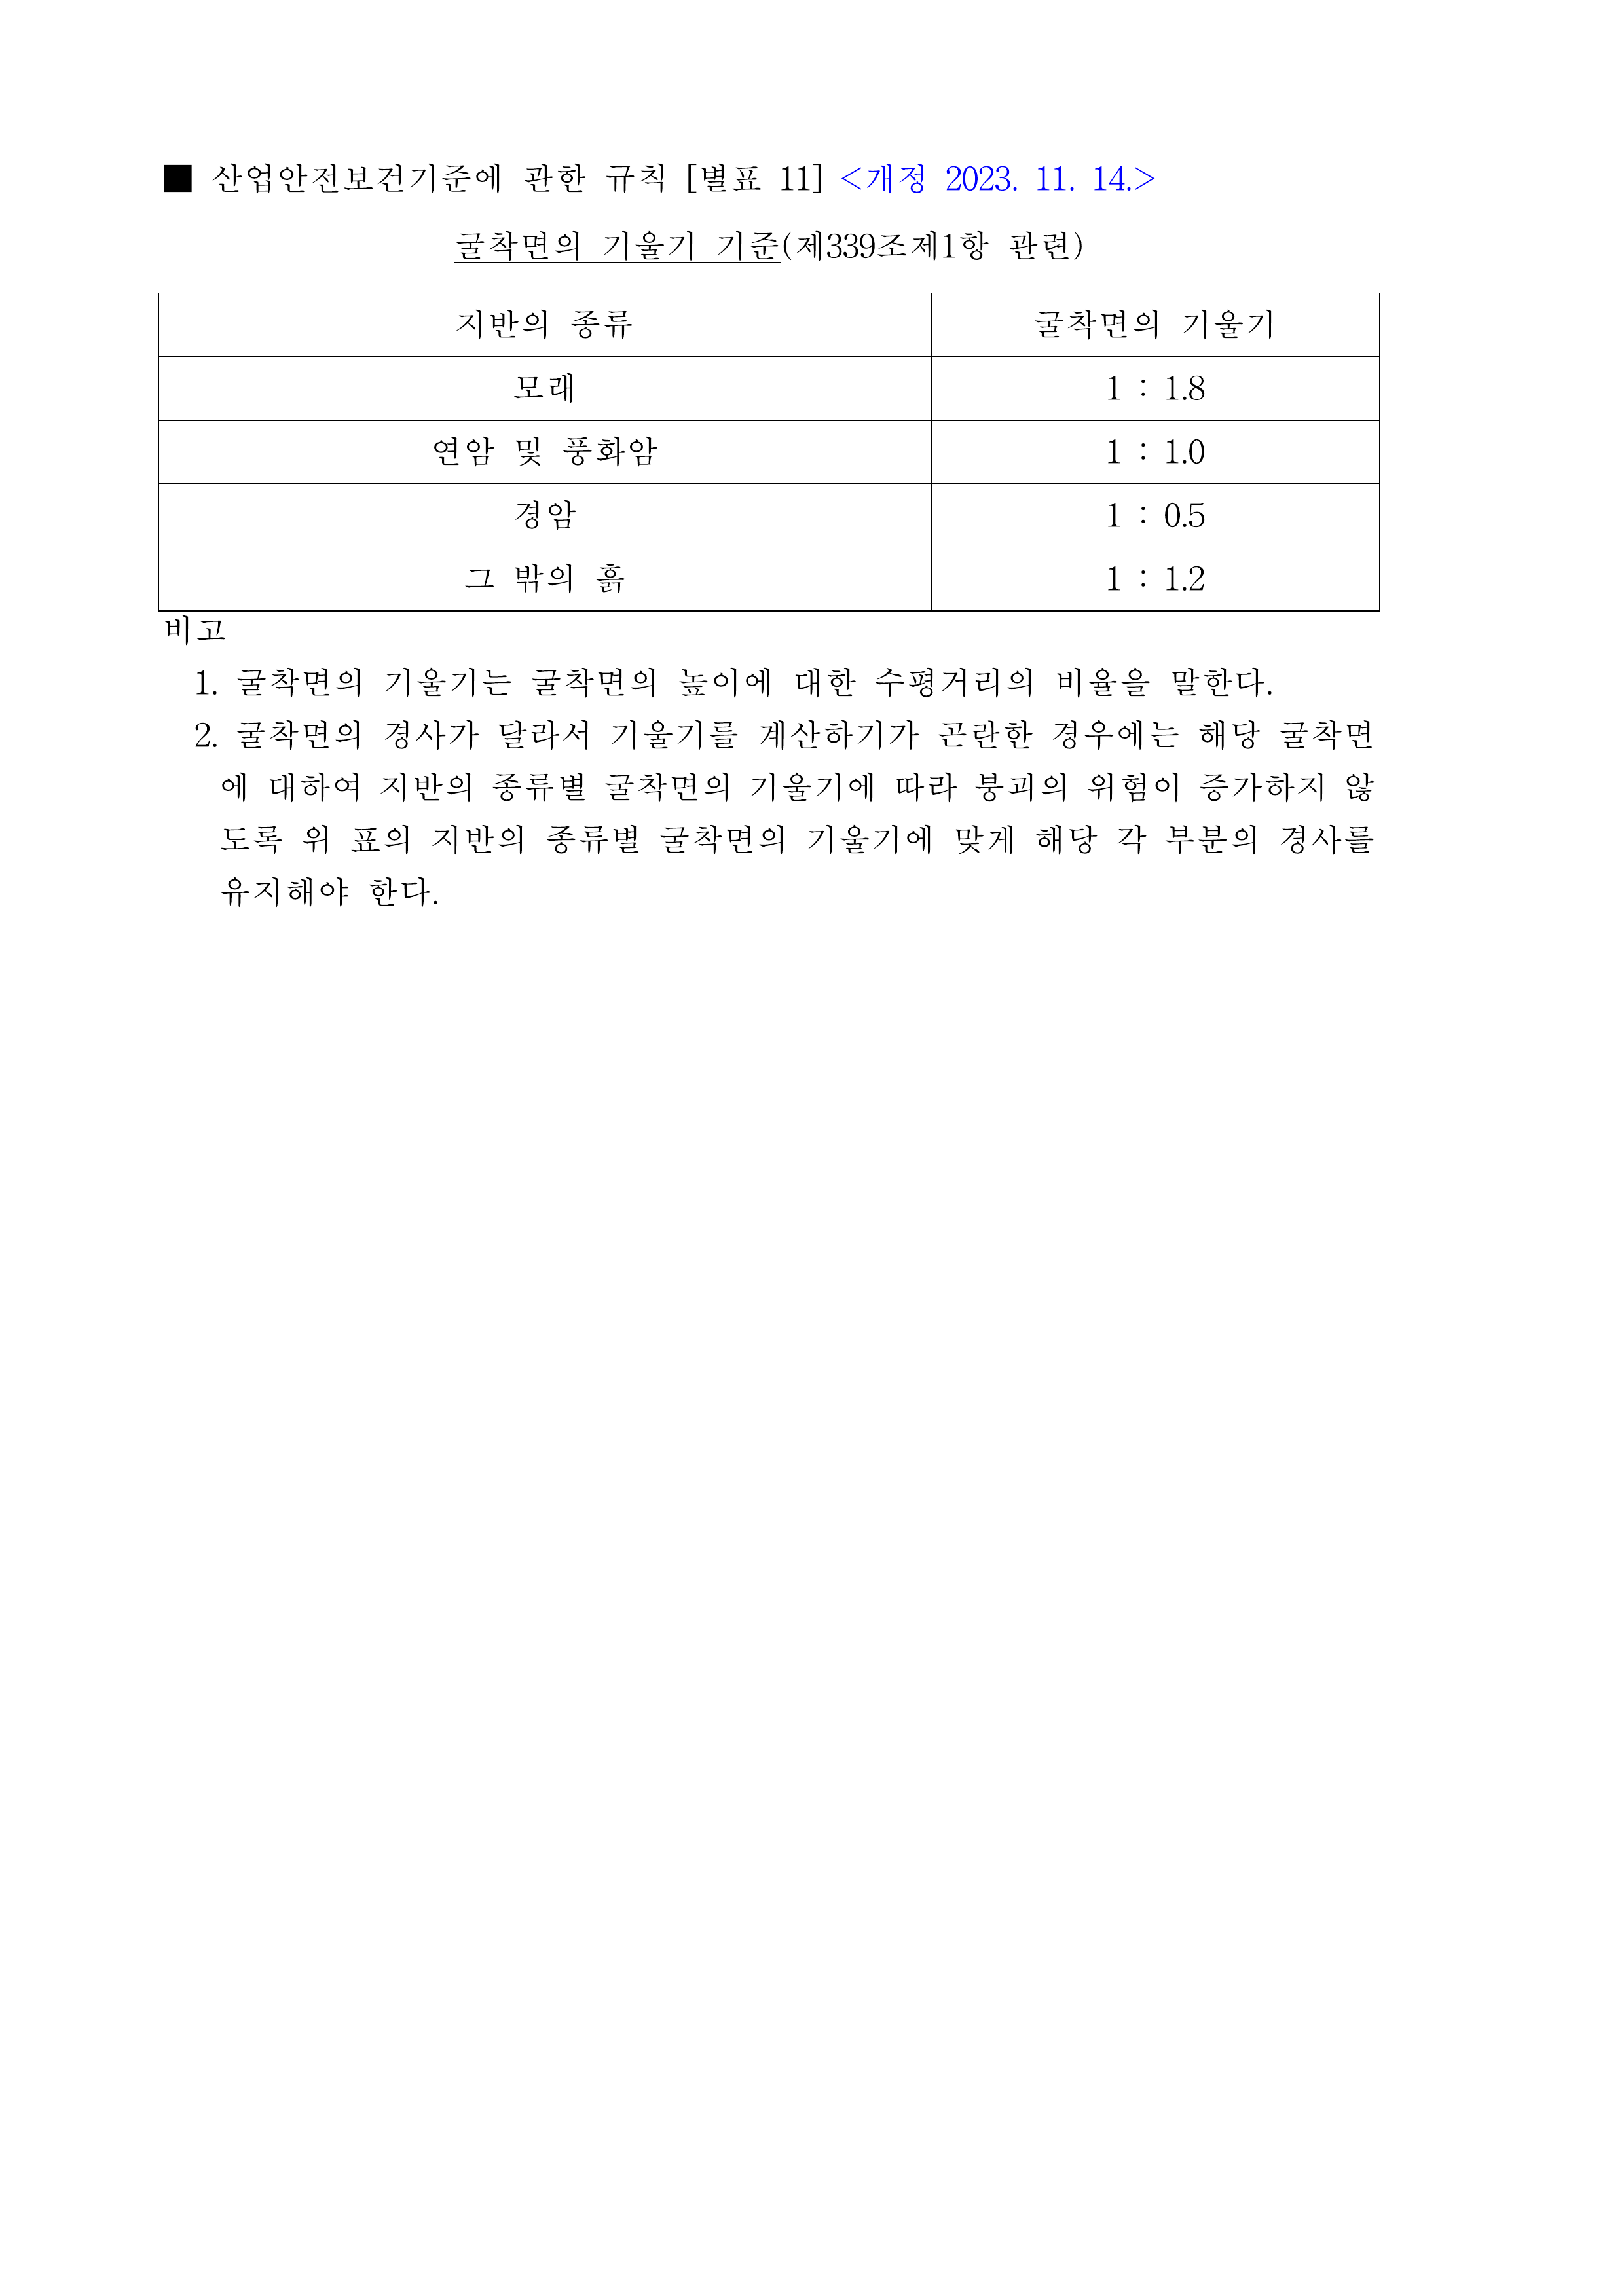 ■ 산업안전보건기준에 관한 규칙 [별표 11] <개정 2023. 11. 14.>
굴착면의 기울기 기준(제339조제1항 관련)
지반의 종류 굴착면의 기울기
모래 1 : 1.8
연암 및 풍화암 1 : 1.0
경암 1 : 0.5
그 밖의 흙 1 : 1.2
비고
1. 굴착면의 기울기는 굴착면의 높이에 대한 수평거리의 비율을 말한다.
2. 굴착면의 경사가 달라서 기울기를 계산하기가 곤란한 경우에는 해당 굴착면
에 대하여 지반의 종류별 굴착면의 기울기에 따라 붕괴의 위험이 증가하지 않
도록 위 표의 지반의 종류별 굴착면의 기울기에 맞게 해당 각 부분의 경사를
유지해야 한다.